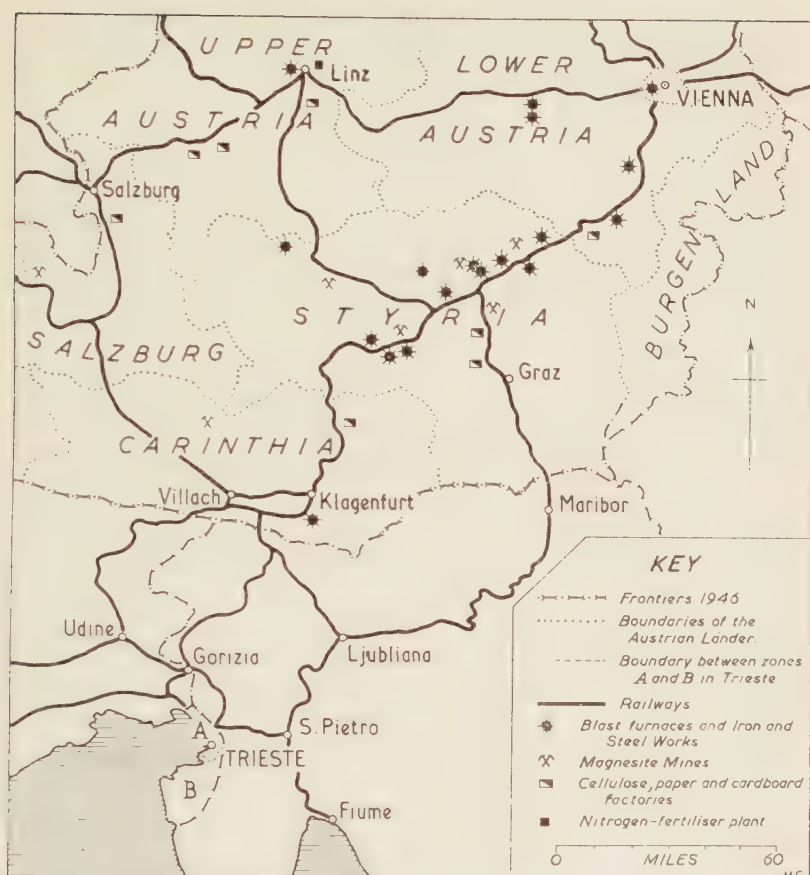 UPPER
Linz
LOWER
VIENNA
AUSTRIA
AUSTRIA
Salzburg
BURGENLAND
N
STYRIA
SALZBURG
Graz
CARINTHIA
Villach
Klagenfurt
Maribor
Udine
Gorizia
Ljubliana
A
S. Pietro
TRIESTE
B
Fiume
KEY
Frontiers 1946
Boundaries of the
Austrian Länder.
Boundary between zones
A and B in Trieste
Railways
Blast furnaces and Iron and
Steel Works
Magnesite Mines
Cellulose, paper and cardboard
factories
Nitrogen-fertiliser plant
0 MILES 60